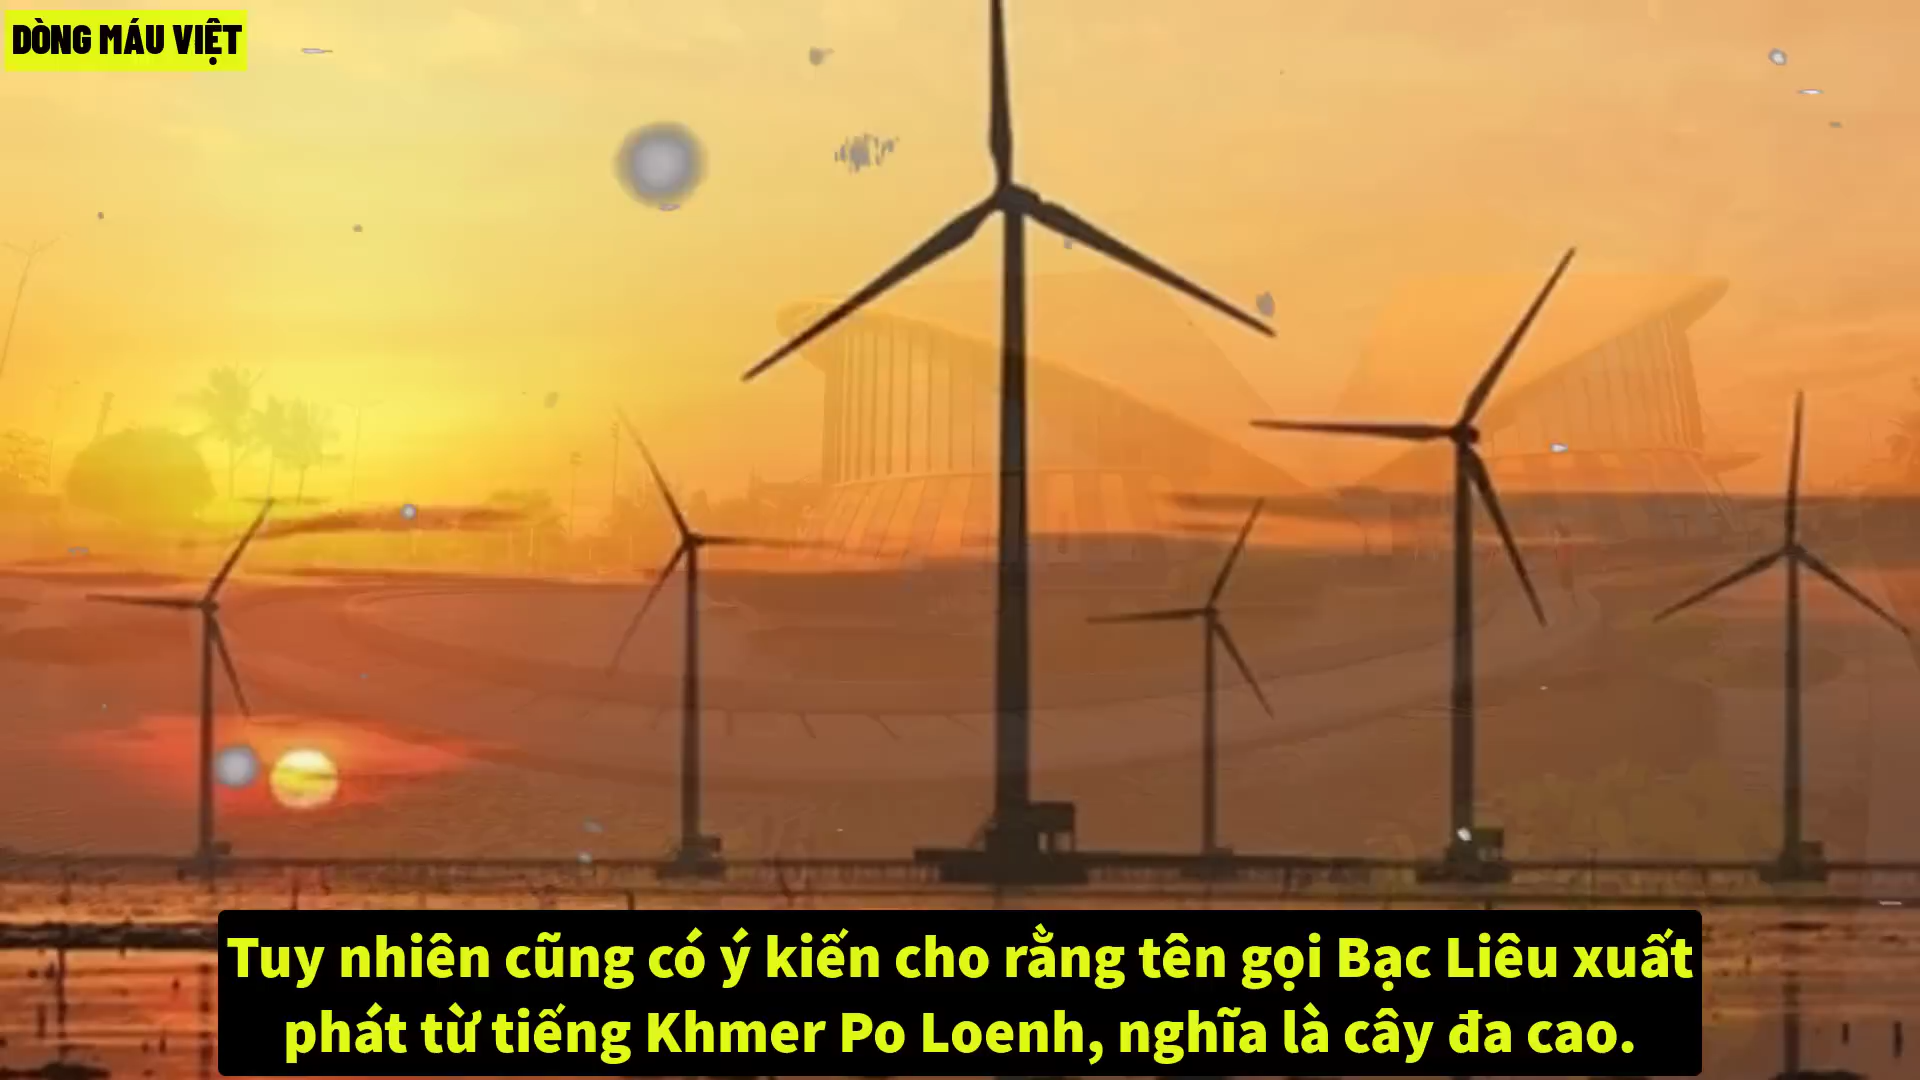 DÒNG MÁU VIỆT
Tuy nhiên cũng có ý kiến cho rằng tên gọi Bạc Liêu xuất
phát từ tiếng Khmer Po Loenh, nghĩa là cây đa cao.